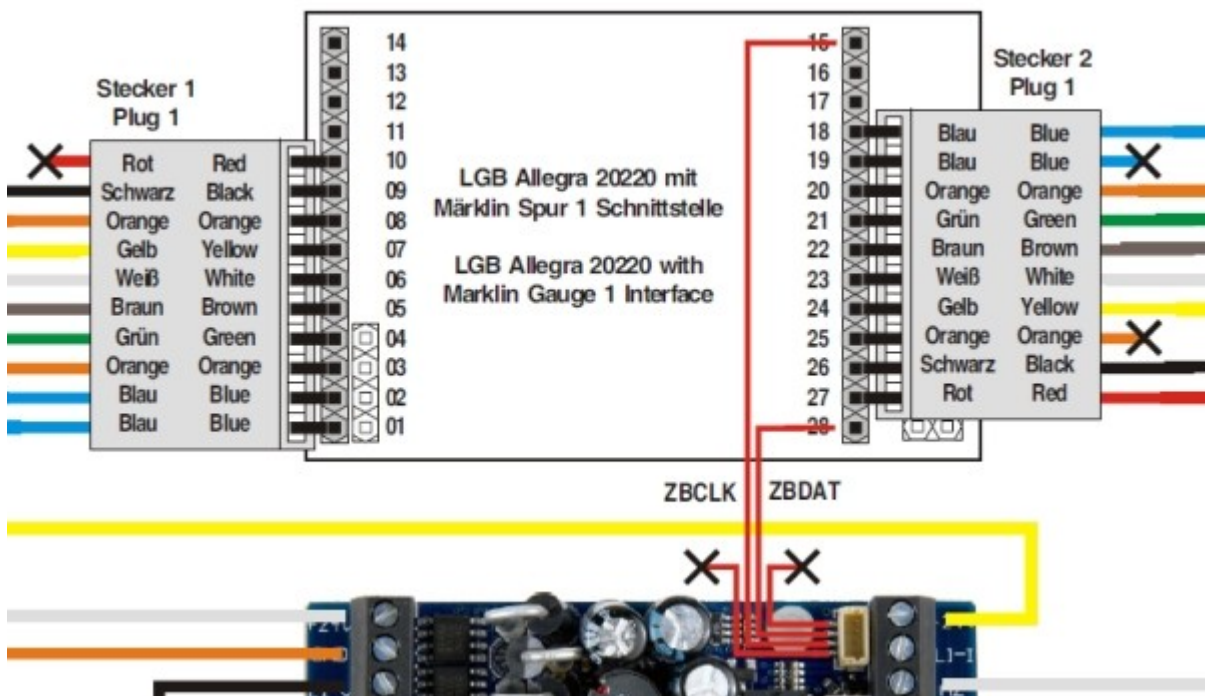 Stecker 1
Plug 1
Rot Red
Schwarz Black
Orange Orange
Gelb Yellow
Weiß White
Braun Brown
Grün Green
Orange Orange
Blau Blue
Blau Blue
14
13
12
11
10
09
08
07
06
05
04
03
02
01
LGB Allegra 20220 mit
Märklin Spur 1 Schnittstelle
LGB Allegra 20220 with
Marklin Gauge 1 Interface
15
16
17
18
19
20
21
22
23
24
25
26
27
28
Stecker 2
Plug 1
Blau Blue
Blau Blue
Orange Orange
Grün Green
Braun Brown
Weiß White
Gelb Yellow
Orange Orange
Schwarz Black
Rot Red
ZBCLK ZBDAT